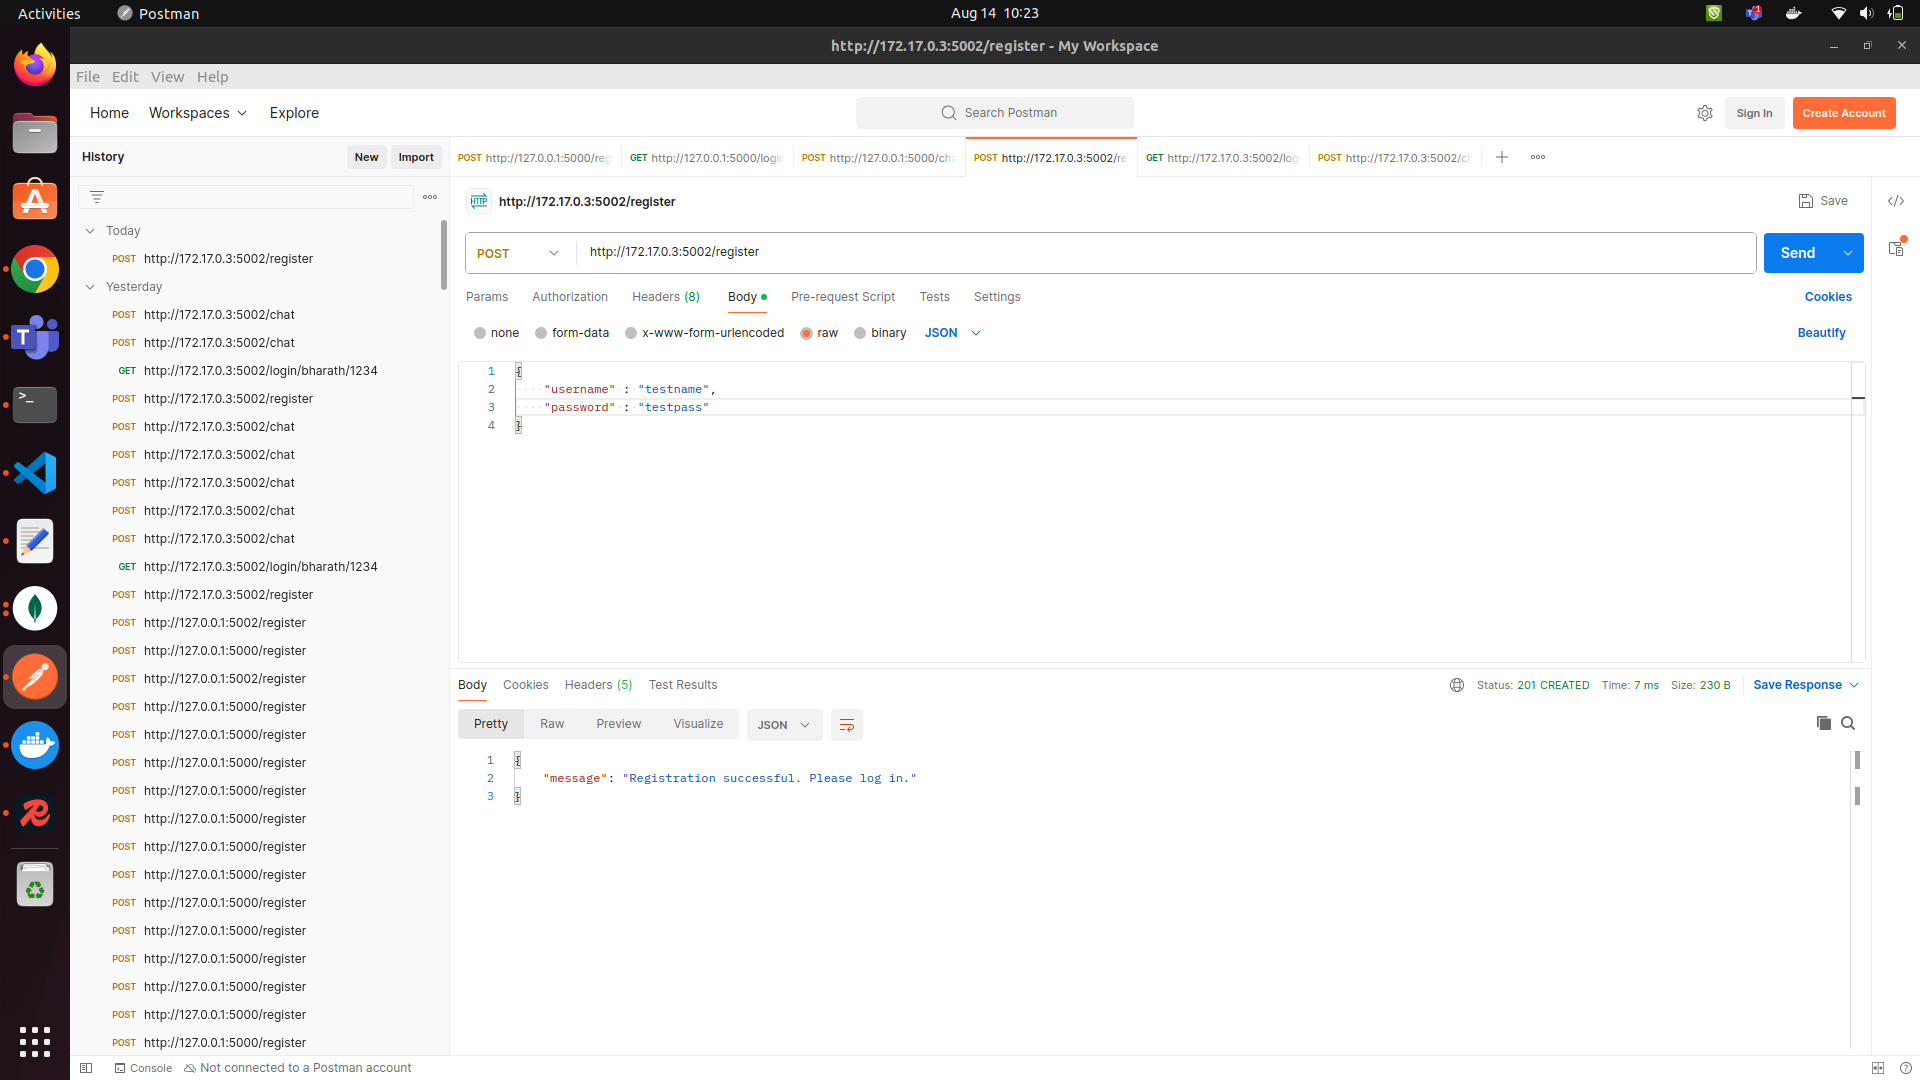 Activities Postman Aug 14 10:23
http://172.17.0.3:5002/register - My Workspace
File Edit View Help
Home Workspaces Explore Search Postman Sign In Create Account
History New Import
POST http://127.0.0.1:5000/reg GET http://127.0.0.1:5000/logi POST http://127.0.0.1:5000/cha POST http://172.17.0.3:5002/re GET http://172.17.0.3:5002/log POST http://172.17.0.3:5002/c
HTTP http://172.17.0.3:5002/register Save
POST http://172.17.0.3:5002/register Send
Params Authorization Headers (8) Body Pre-request Script Tests Settings Cookies
none form-data x-www-form-urlencoded raw binary JSON Beautify
1 {
2 "username" : "testname",
3 "password" : "testpass"
4 }
Today
POST http://172.17.0.3:5002/register
Yesterday
POST http://172.17.0.3:5002/chat
POST http://172.17.0.3:5002/chat
GET http://172.17.0.3:5002/login/bharath/1234
POST http://172.17.0.3:5002/register
POST http://172.17.0.3:5002/chat
POST http://172.17.0.3:5002/chat
POST http://172.17.0.3:5002/chat
POST http://172.17.0.3:5002/chat
POST http://172.17.0.3:5002/chat
GET http://172.17.0.3:5002/login/bharath/1234
POST http://172.17.0.3:5002/register
POST http://127.0.0.1:5002/register
POST http://127.0.0.1:5000/register
POST http://127.0.0.1:5002/register
POST http://127.0.0.1:5000/register
POST http://127.0.0.1:5000/register
POST http://127.0.0.1:5000/register
POST http://127.0.0.1:5000/register
POST http://127.0.0.1:5000/register
POST http://127.0.0.1:5000/register
POST http://127.0.0.1:5000/register
POST http://127.0.0.1:5000/register
POST http://127.0.0.1:5000/register
POST http://127.0.0.1:5000/register
POST http://127.0.0.1:5000/register
POST http://127.0.0.1:5000/register
POST http://127.0.0.1:5000/register
Body Cookies Headers (5) Test Results Status: 201 CREATED Time: 7 ms Size: 230 B Save Response
Pretty Raw Preview Visualize JSON
1 {
2 "message": "Registration successful. Please log in."
3 }
Console Not connected to a Postman account